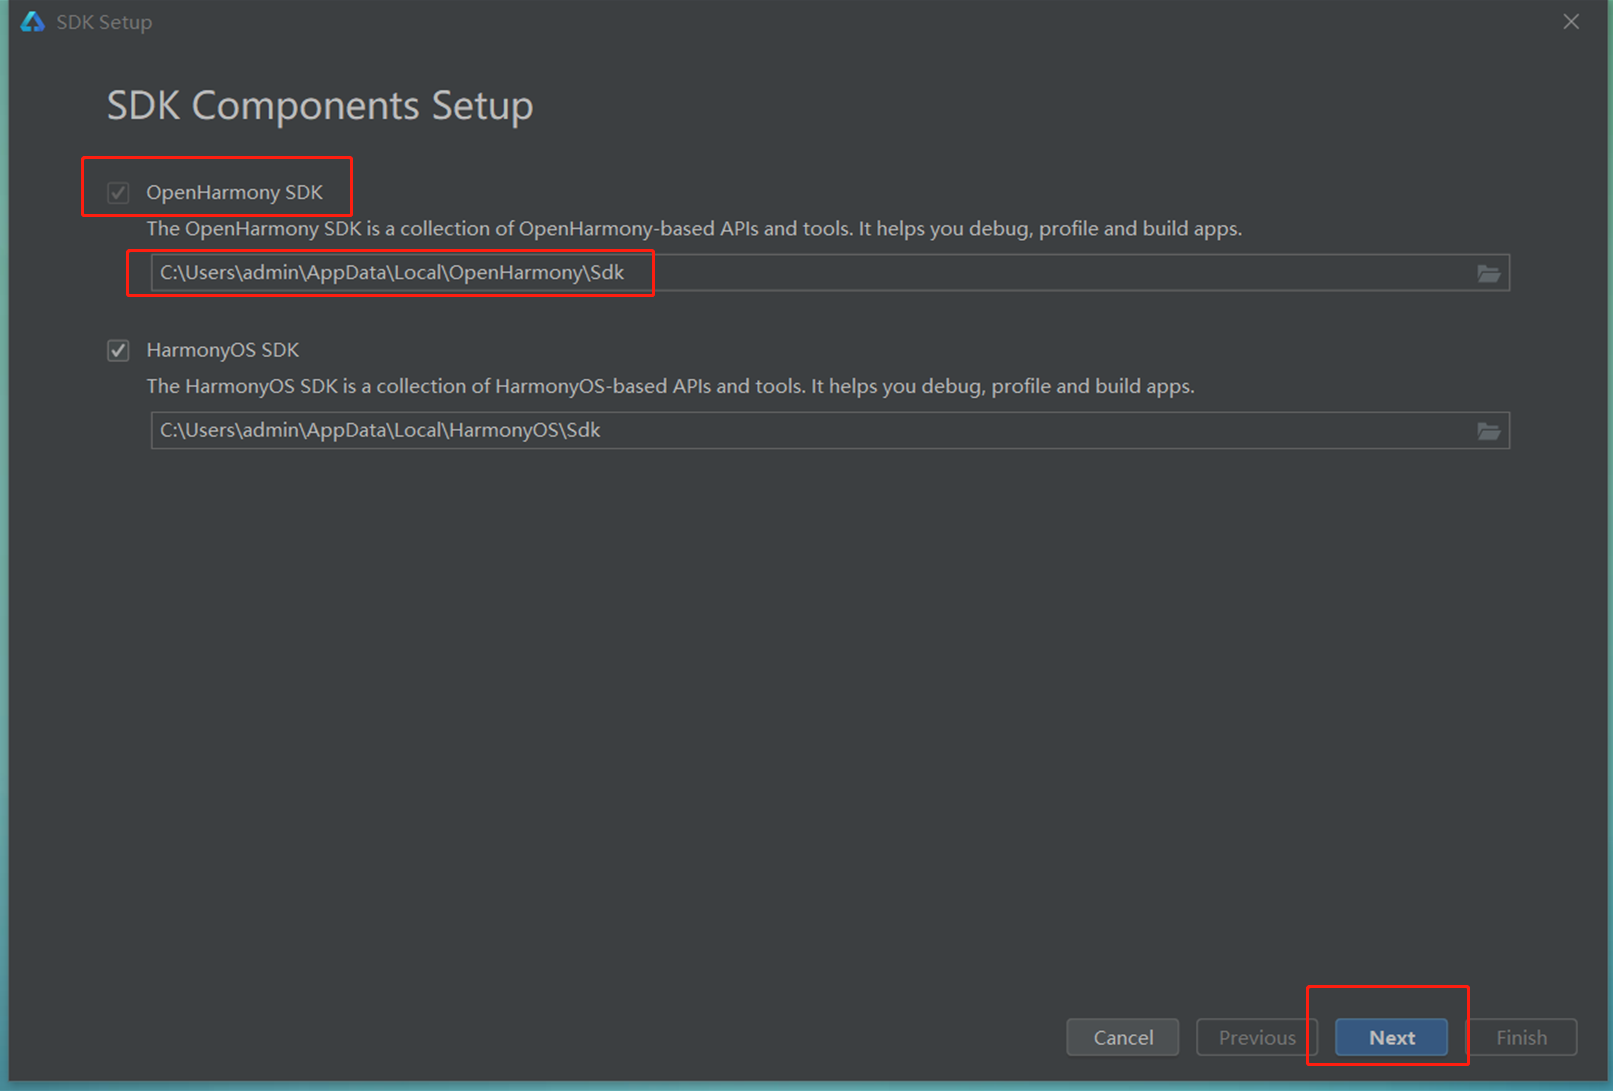 SDK Setup
SDK Components Setup
OpenHarmony SDK
The OpenHarmony SDK is a collection of OpenHarmony-based APIs and tools. It helps you debug, profile and build apps.
C:\Users\admin\AppData\Local\OpenHarmony\Sdk
HarmonyOS SDK
The HarmonyOS SDK is a collection of HarmonyOS-based APIs and tools. It helps you debug, profile and build apps.
C:\Users\admin\AppData\Local\HarmonyOS\Sdk
Cancel Previous Next Finish